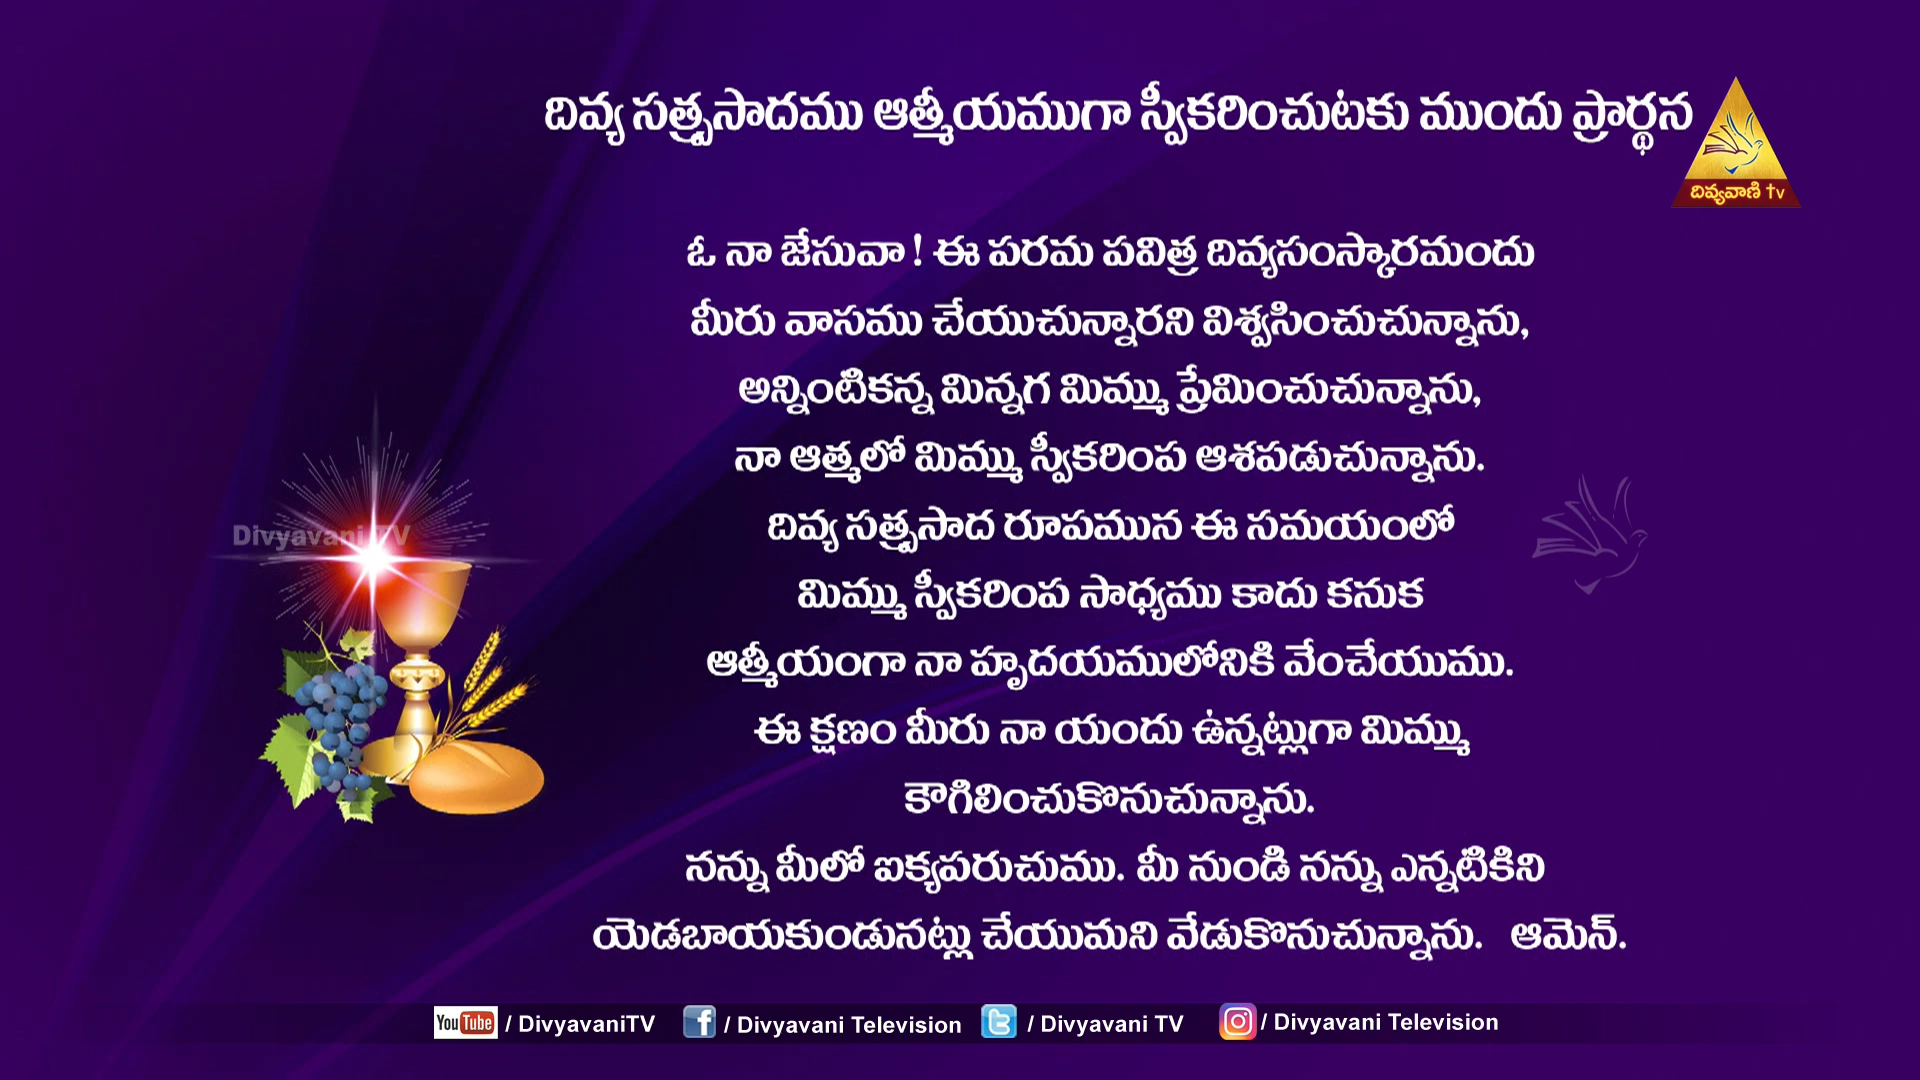 దివ్య సత్ప్రసాదము ఆత్మీయముగా స్వీకరించుటకు ముందు ప్రార్థన
దివ్యవాణి tv
ఓ నా జేసువా ! ఈ పరమ పవిత్ర దివ్యసంస్కారమందు
మీరు వాసము చేయుచున్నారని విశ్వసించుచున్నాను,
అన్నింటికన్న మిన్నగ మిమ్ము ప్రేమించుచున్నాను,
నా ఆత్మలో మిమ్ము స్వీకరింప ఆశపడుచున్నాను.
దివ్య సత్ప్రసాద రూపమున ఈ సమయంలో
Divyavani TV
మిమ్ము స్వీకరింప సాధ్యము కాదు కనుక
ఆత్మీయంగా నా హృదయములోనికి వేంచేయుము.
ఈ క్షణం మీరు నా యందు ఉన్నట్లుగా మిమ్ము
కౌగిలించుకొనుచున్నాను.
నన్ను మీలో ఐక్యపరుచుము. మీ నుండి నన్ను ఎన్నటికిని
యెడబాయకుండునట్లు చేయుమని వేడుకొనుచున్నాను. ఆమెన్.
YouTube / DivyavaniTV f / Divyavani Television / Divyavani TV / Divyavani Television